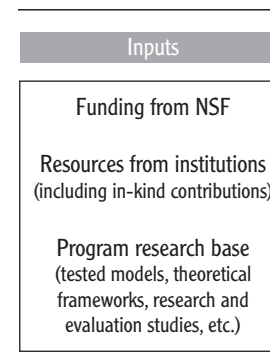 Inputs
Funding from NSF
Resources from institutions
(including in-kind contributions)
Program research base
(tested models, theoretical
frameworks, research and
evaluation studies, etc.)